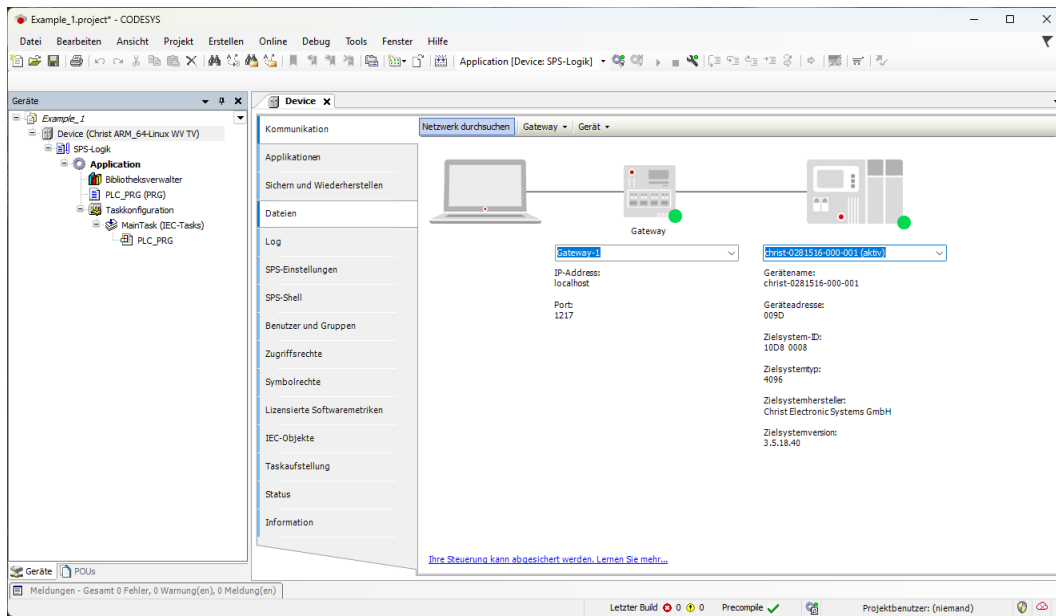 Example_1.project* - CODESYS
Datei Bearbeiten Ansicht Projekt Erstellen Online Debug Tools Fenster Hilfe
Application [Device: SPS-Logik]
Geräte
Device
Example_1
Device (Christ ARM_64-Linux WV TV)
SPS-Logik
Application
Bibliotheksverwalter
PLC_PRG (PRG)
Taskkonfiguration
MainTask (IEC-Tasks)
PLC_PRG
Kommunikation
Applikationen
Sichern und Wiederherstellen
Dateien
Log
SPS-Einstellungen
SPS-Shell
Benutzer und Gruppen
Zugriffsrechte
Symbolrechte
Lizensierte Softwaremetriken
IEC-Objekte
Taskaufstellung
Status
Information
Netzwerk durchsuchen Gateway Gerät
Gateway
Gateway-1
IP-Address:
localhost
Port:
1217
christ-0281516-000-001 (aktiv)
Gerätename:
christ-0281516-000-001
Geräteadresse:
009D
Zielsystem-ID:
10D8 0008
Zielsystemtyp:
4096
Zielsystemhersteller:
Christ Electronic Systems GmbH
Zielsystemversion:
3.5.18.40
Ihre Steuerung kann abgesichert werden. Lernen Sie mehr...
Geräte POUs
Meldungen - Gesamt 0 Fehler, 0 Warnung(en), 0 Meldung(en)
Letzter Build 0 0 Precompile Projektbenutzer: (niemand)